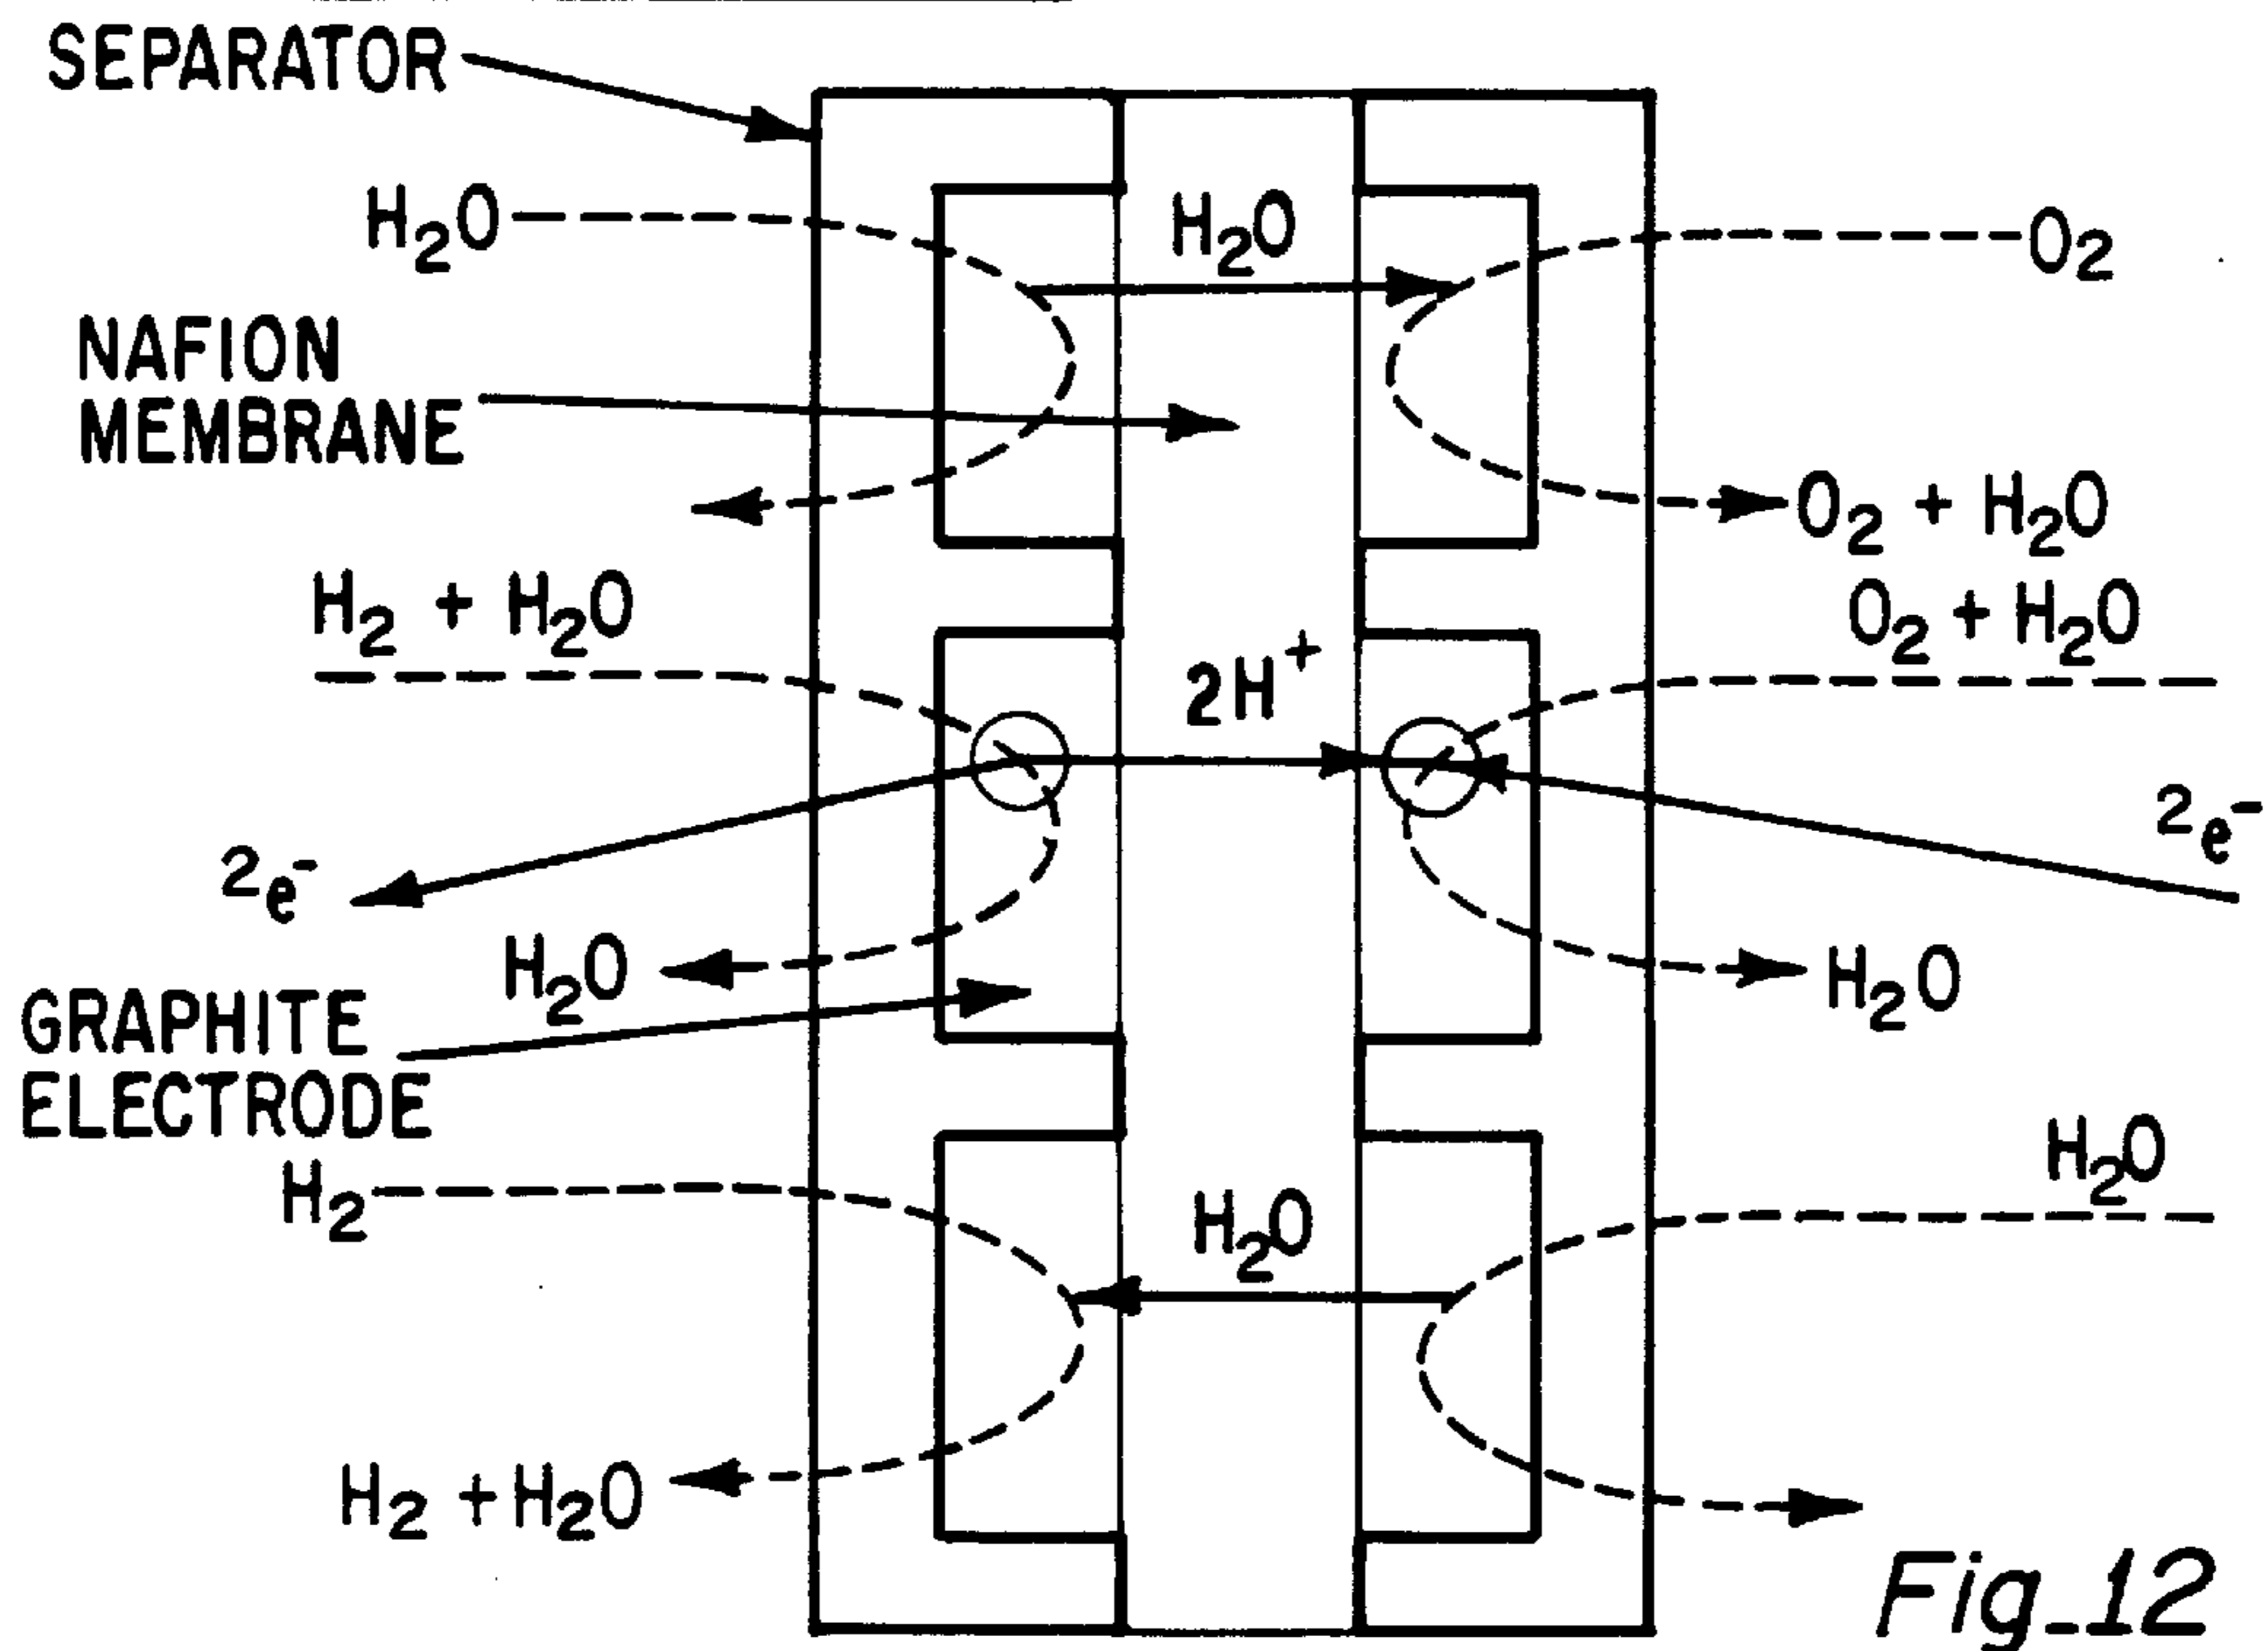 SEPARATOR
H₂O
H₂O
O₂
NAFION
MEMBRANE
O₂ + H₂O
H₂ + H₂O
O₂ + H₂O
2H⁺
2e⁻
2e⁻
H₂O
H₂O
GRAPHITE
ELECTRODE
H₂
H₂O
H₂O
H₂ + H₂O
Fig_12